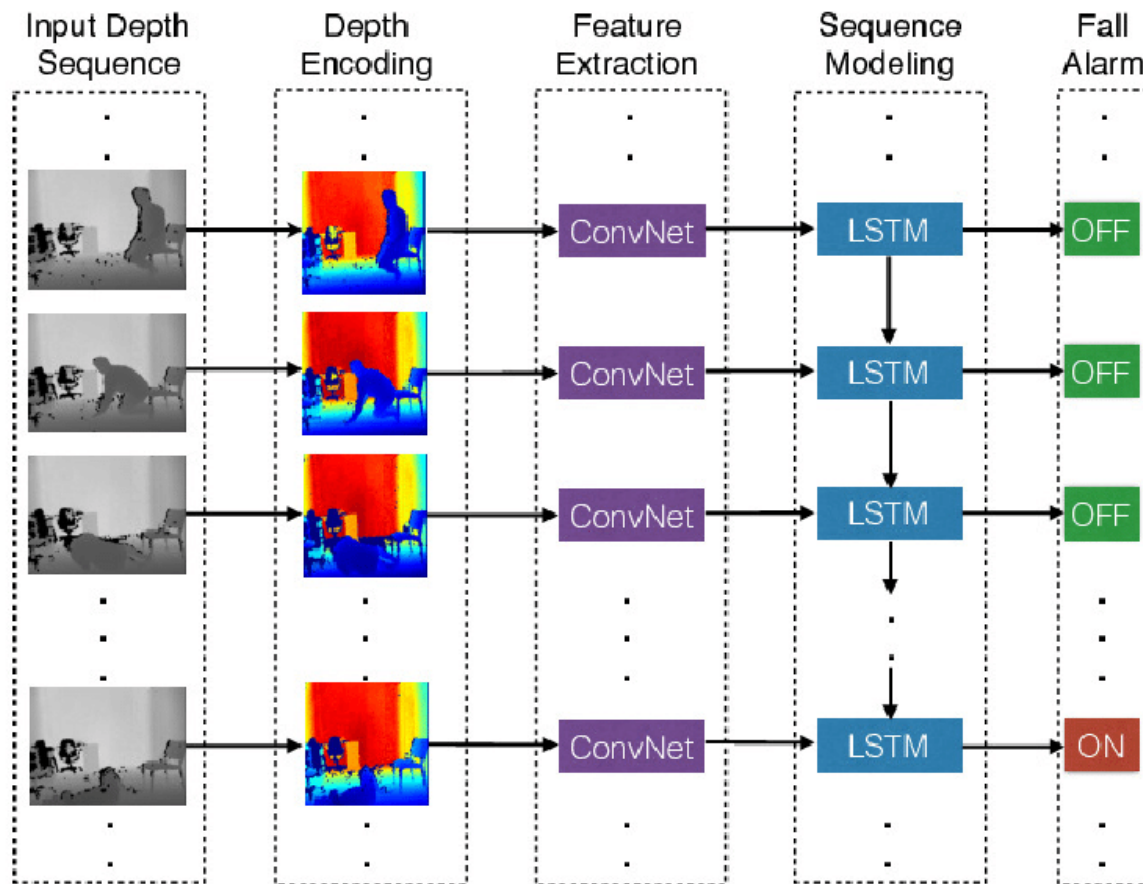 Input Depth
Sequence
Depth
Encoding
Feature
Extraction
Sequence
Modeling
Fall
Alarm
ConvNet
LSTM
OFF
ConvNet
LSTM
OFF
ConvNet
LSTM
OFF
ConvNet
LSTM
ON